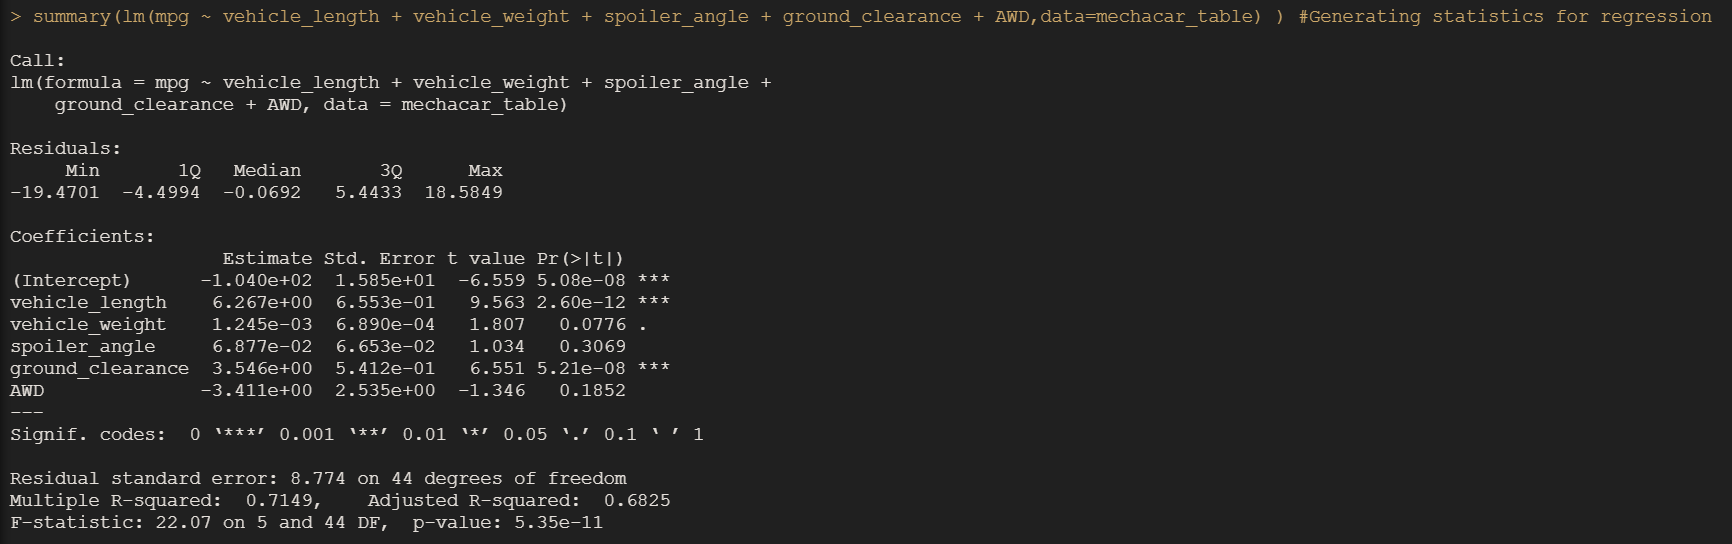 > summary(lm(mpg ~ vehicle_length + vehicle_weight + spoiler_angle + ground_clearance + AWD,data=mechacar_table) ) #Generating statistics for regression
Call:
lm(formula = mpg ~ vehicle_length + vehicle_weight + spoiler_angle +
    ground_clearance + AWD, data = mechacar_table)
Residuals:
     Min       1Q   Median       3Q      Max
-19.4701  -4.4994  -0.0692   5.4433  18.5849
Coefficients:
                   Estimate Std. Error t value Pr(>|t|)
(Intercept)      -1.040e+02  1.585e+01  -6.559 5.08e-08 ***
vehicle_length    6.267e+00  6.553e-01   9.563 2.60e-12 ***
vehicle_weight    1.245e-03  6.890e-04   1.807   0.0776 .
spoiler_angle     6.877e-02  6.653e-02   1.034   0.3069
ground_clearance  3.546e+00  5.412e-01   6.551 5.21e-08 ***
AWD              -3.411e+00  2.535e+00  -1.346   0.1852
---
Signif. codes:  0 ‘***’ 0.001 ‘**’ 0.01 ‘*’ 0.05 ‘.’ 0.1 ‘ ’ 1
Residual standard error: 8.774 on 44 degrees of freedom
Multiple R-squared:  0.7149,    Adjusted R-squared:  0.6825
F-statistic: 22.07 on 5 and 44 DF,  p-value: 5.35e-11